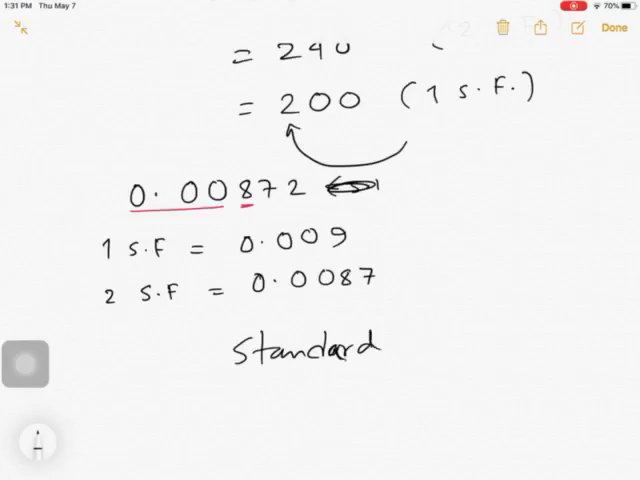 1:31 PM Thu May 7
70%
Done
= 240
= 200 (1 s.f.)
0.00872
1 S.F = 0.009
2 S.F = 0.0087
Standard